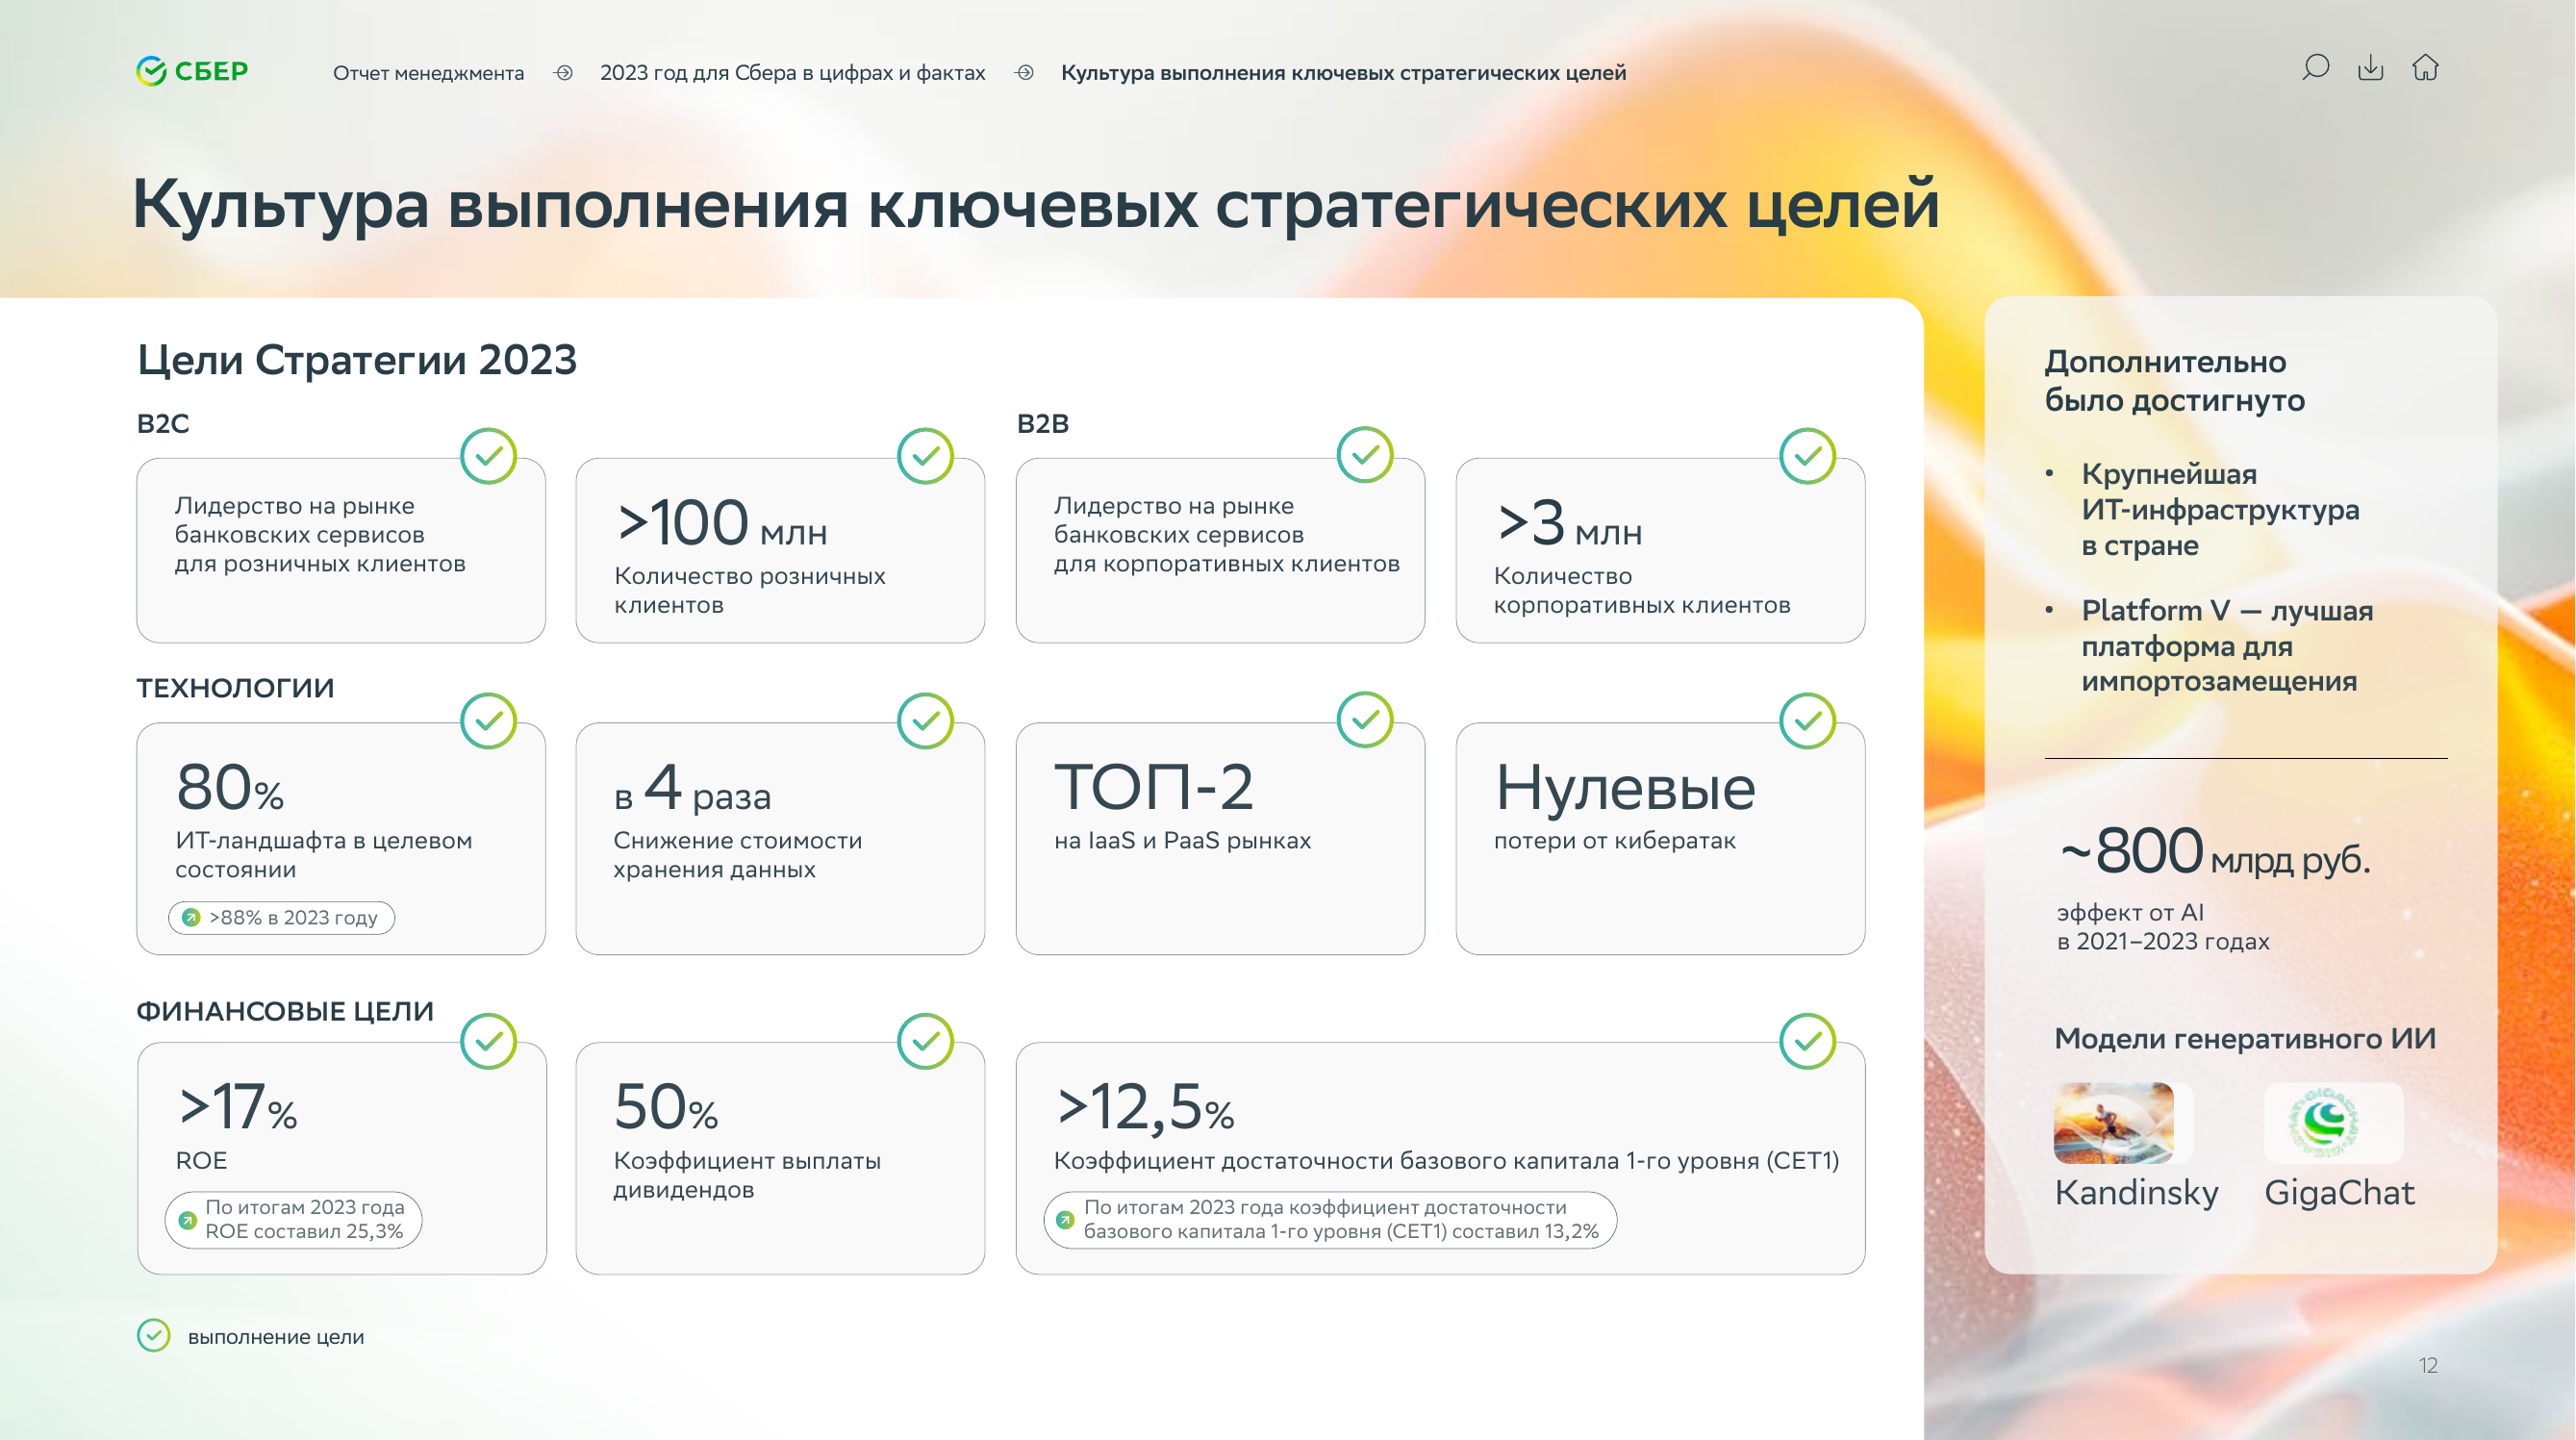 СБЕР
Отчет менеджмента
2023 год для Сбера в цифрах и фактах
Культура выполнения ключевых стратегических целей
Культура выполнения ключевых стратегических целей
Цели Стратегии 2023
B2C
Лидерство на рынке
банковских сервисов
для розничных клиентов
>100 млн
Количество розничных
клиентов
B2B
Лидерство на рынке
банковских сервисов
для корпоративных клиентов
>3 млн
Количество
корпоративных клиентов
ТЕХНОЛОГИИ
80%
ИТ-ландшафта в целевом
состоянии
>88% в 2023 году
в 4 раза
Снижение стоимости
хранения данных
ТОП-2
на IaaS и PaaS рынках
Нулевые
потери от кибератак
ФИНАНСОВЫЕ ЦЕЛИ
>17%
ROE
По итогам 2023 года
ROE составил 25,3%
50%
Коэффициент выплаты
дивидендов
>12,5%
Коэффициент достаточности базового капитала 1-го уровня (CET1)
По итогам 2023 года коэффициент достаточности
базового капитала 1-го уровня (CET1) составил 13,2%
выполнение цели
Дополнительно
было достигнуто
• Крупнейшая
ИТ-инфраструктура
в стране
• Platform V — лучшая
платформа для
импортозамещения
~800 млрд руб.
эффект от AI
в 2021–2023 годах
Модели генеративного ИИ
Kandinsky
GigaChat
12